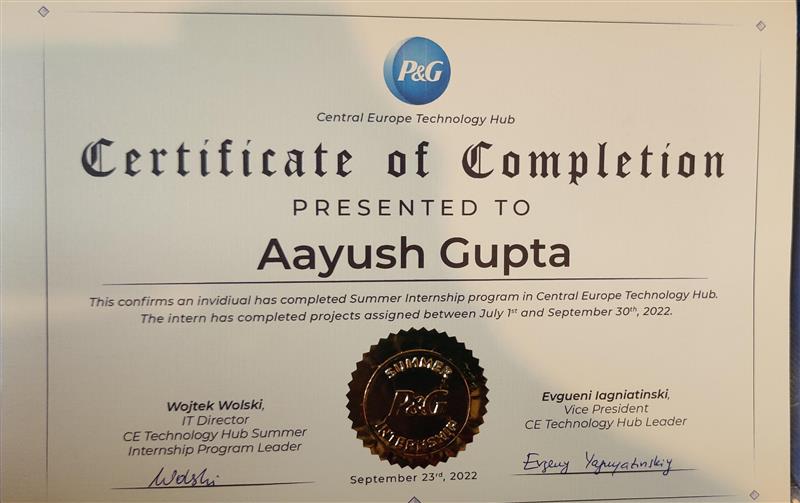 P&G
Central Europe Technology Hub
Certificate of Completion
PRESENTED TO
Aayush Gupta
This confirms an invidiual has completed Summer Internship program in Central Europe Technology Hub.
The intern has completed projects assigned between July 1st and September 30th, 2022.
SUMMER
P&G
INTERNSHIP
Wojtek Wolski,
IT Director
CE Technology Hub Summer
Internship Program Leader
Wolski
September 23rd, 2022
Evgueni Iagniatinski,
Vice President
CE Technology Hub Leader